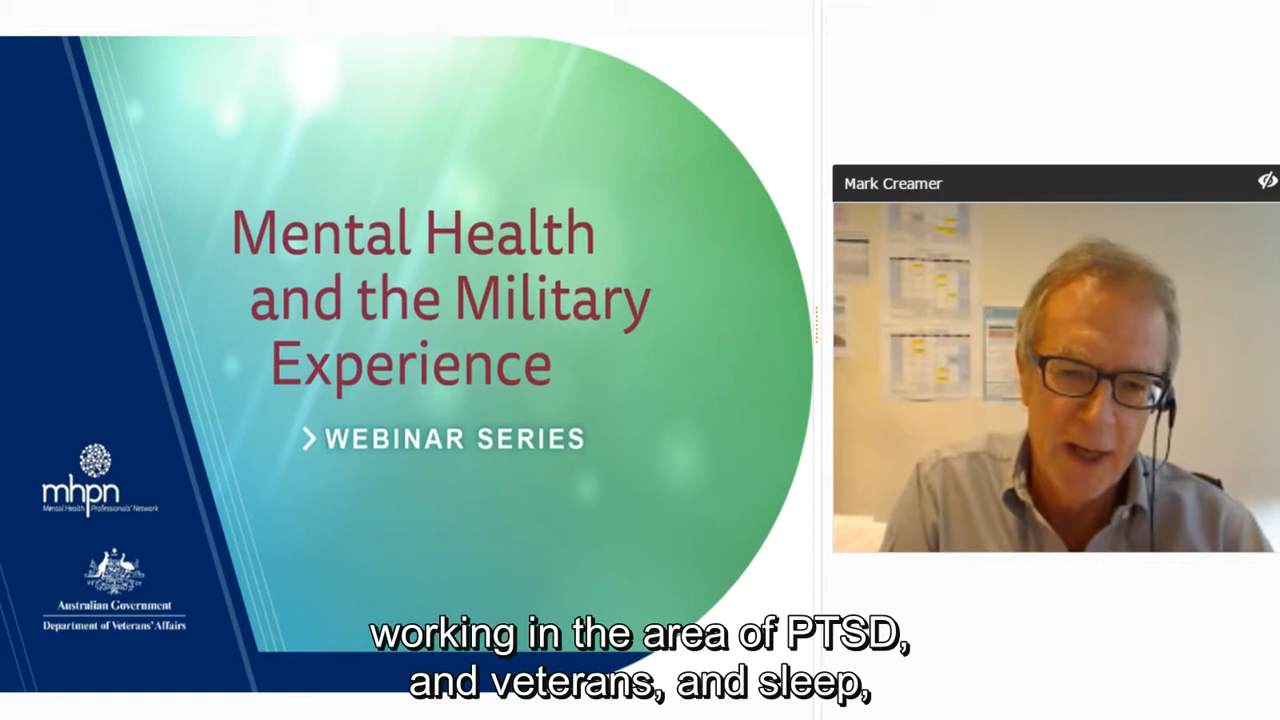 Mental Health
and the Military
Experience
WEBINAR SERIES
mhpn
Mental Health Professionals' Network
Australian Government
Department of Veterans' Affairs
Mark Creamer
working in the area of PTSD,
and veterans, and sleep,